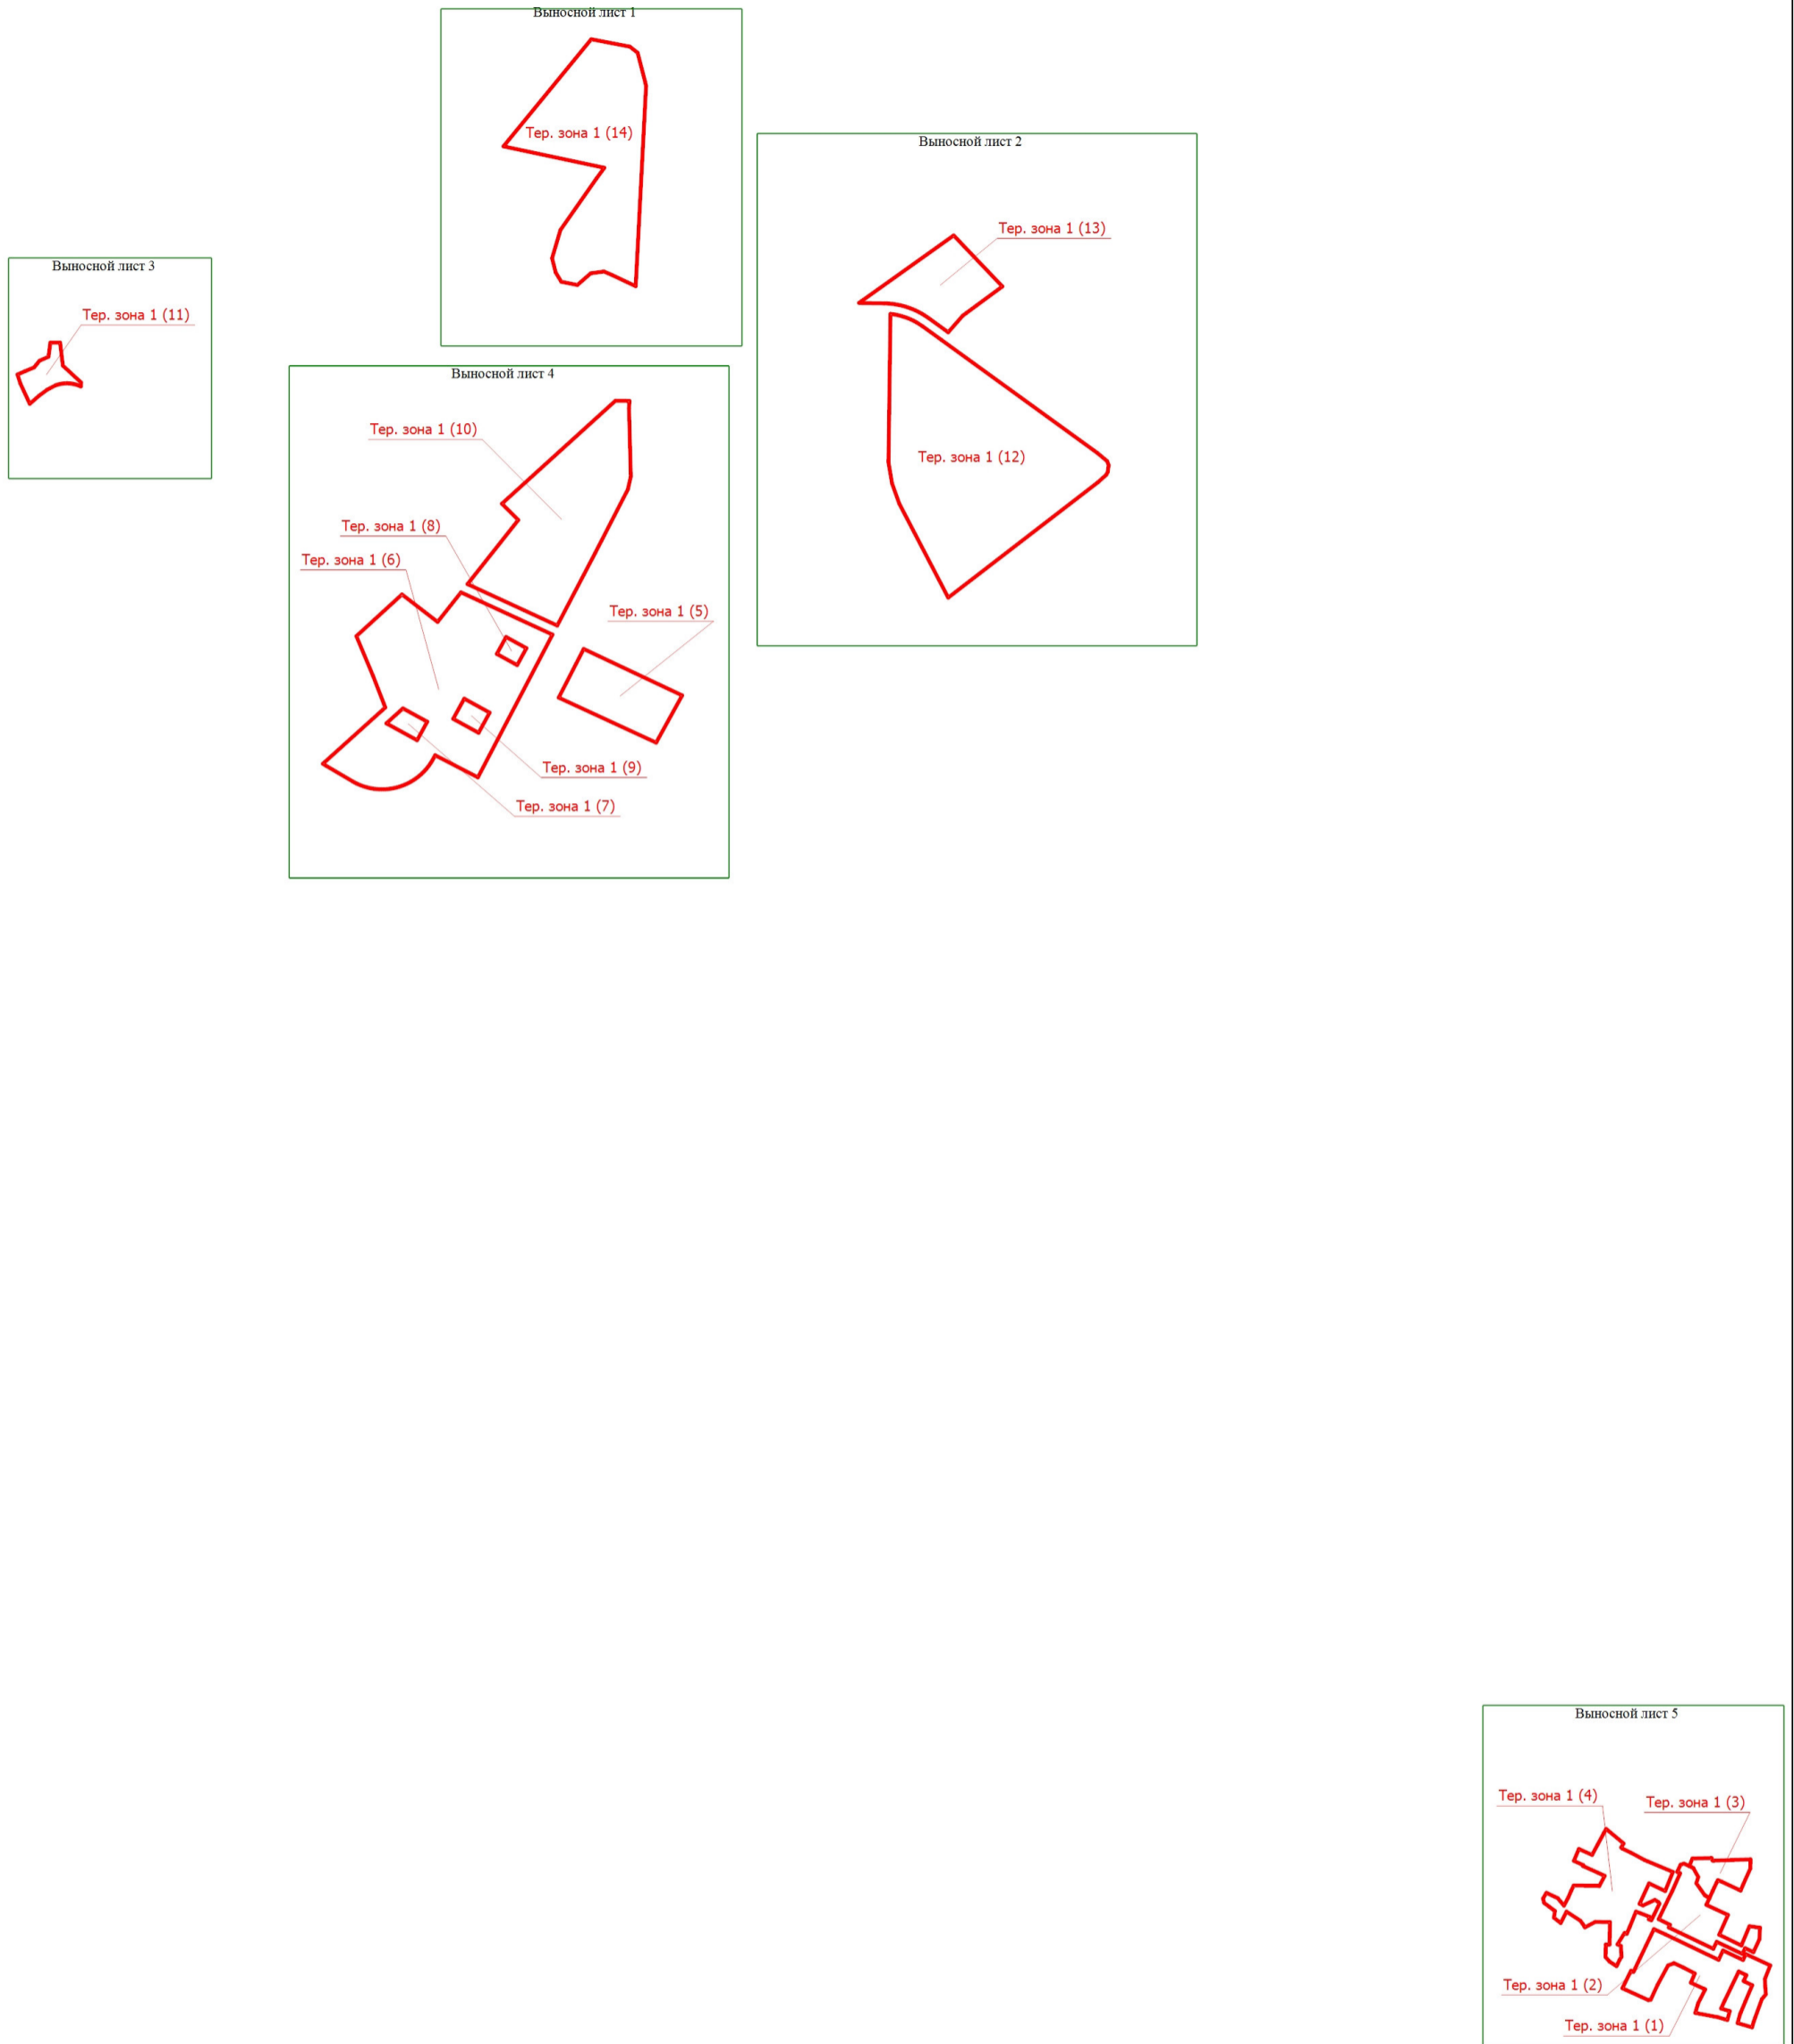 Выносной лист 1
Тер. зона 1 (14)
Выносной лист 2
Тер. зона 1 (13)
Тер. зона 1 (12)
Выносной лист 3
Тер. зона 1 (11)
Выносной лист 4
Тер. зона 1 (10)
Тер. зона 1 (8)
Тер. зона 1 (6)
Тер. зона 1 (5)
Тер. зона 1 (9)
Тер. зона 1 (7)
Выносной лист 5
Тер. зона 1 (4)
Тер. зона 1 (3)
Тер. зона 1 (2)
Тер. зона 1 (1)